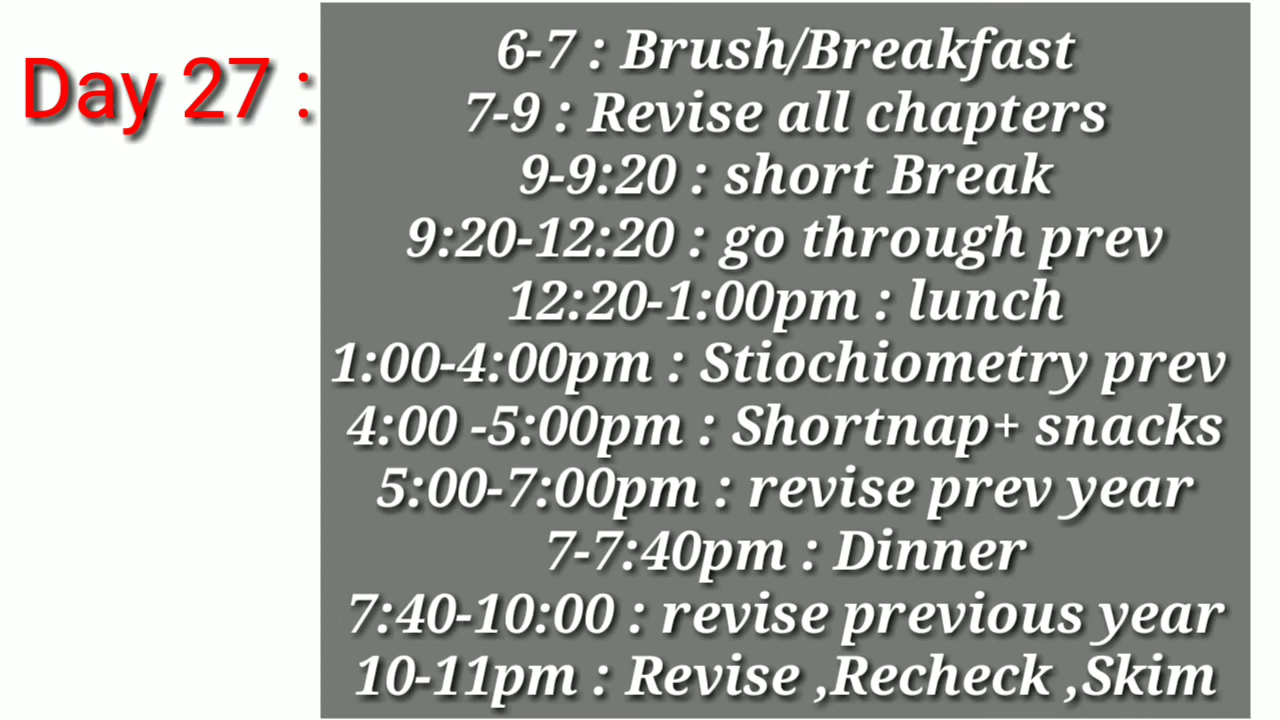 Day 27 :
6-7 : Brush/Breakfast
7-9 : Revise all chapters
9-9:20 : short Break
9:20-12:20 : go through prev
12:20-1:00pm : lunch
1:00-4:00pm : Stiochiometry prev
4:00 -5:00pm : Shortnap+ snacks
5:00-7:00pm : revise prev year
7-7:40pm : Dinner
7:40-10:00 : revise previous year
10-11pm : Revise ,Recheck ,Skim